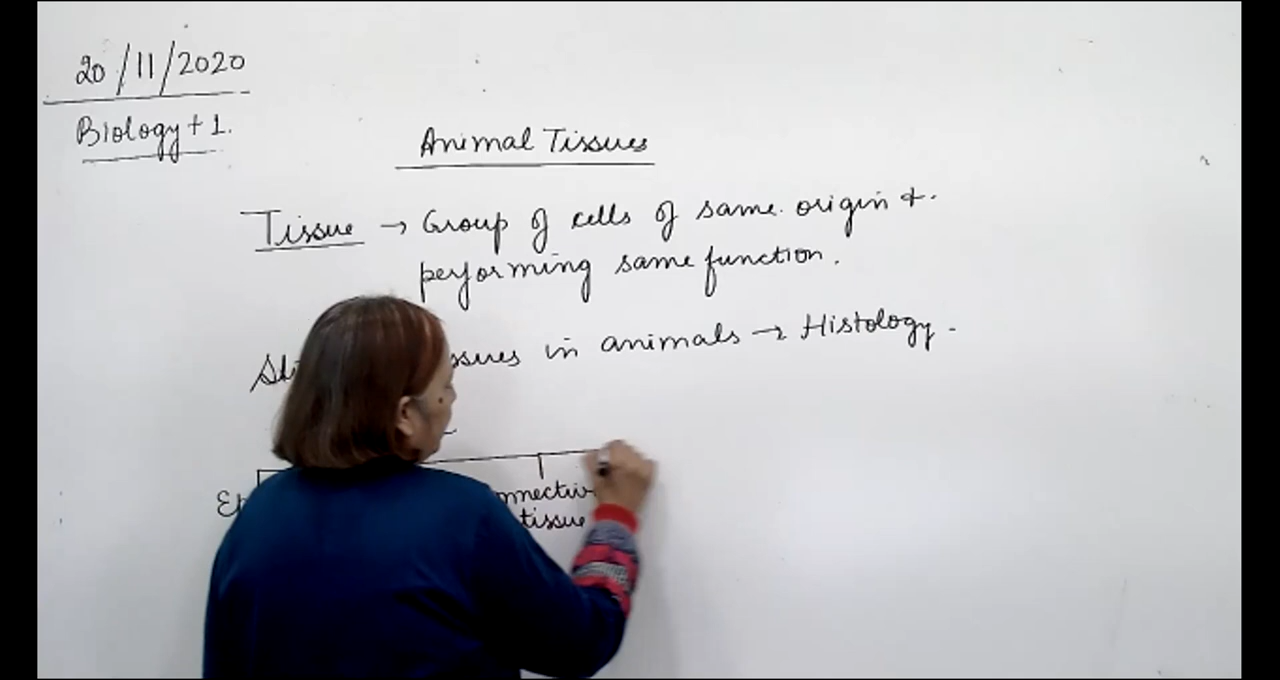 20/11/2020
Biology +1.
Animal Tissues
Tissue → Group of cells of same origin &
performing same function.
in animals → Histology.
tissue